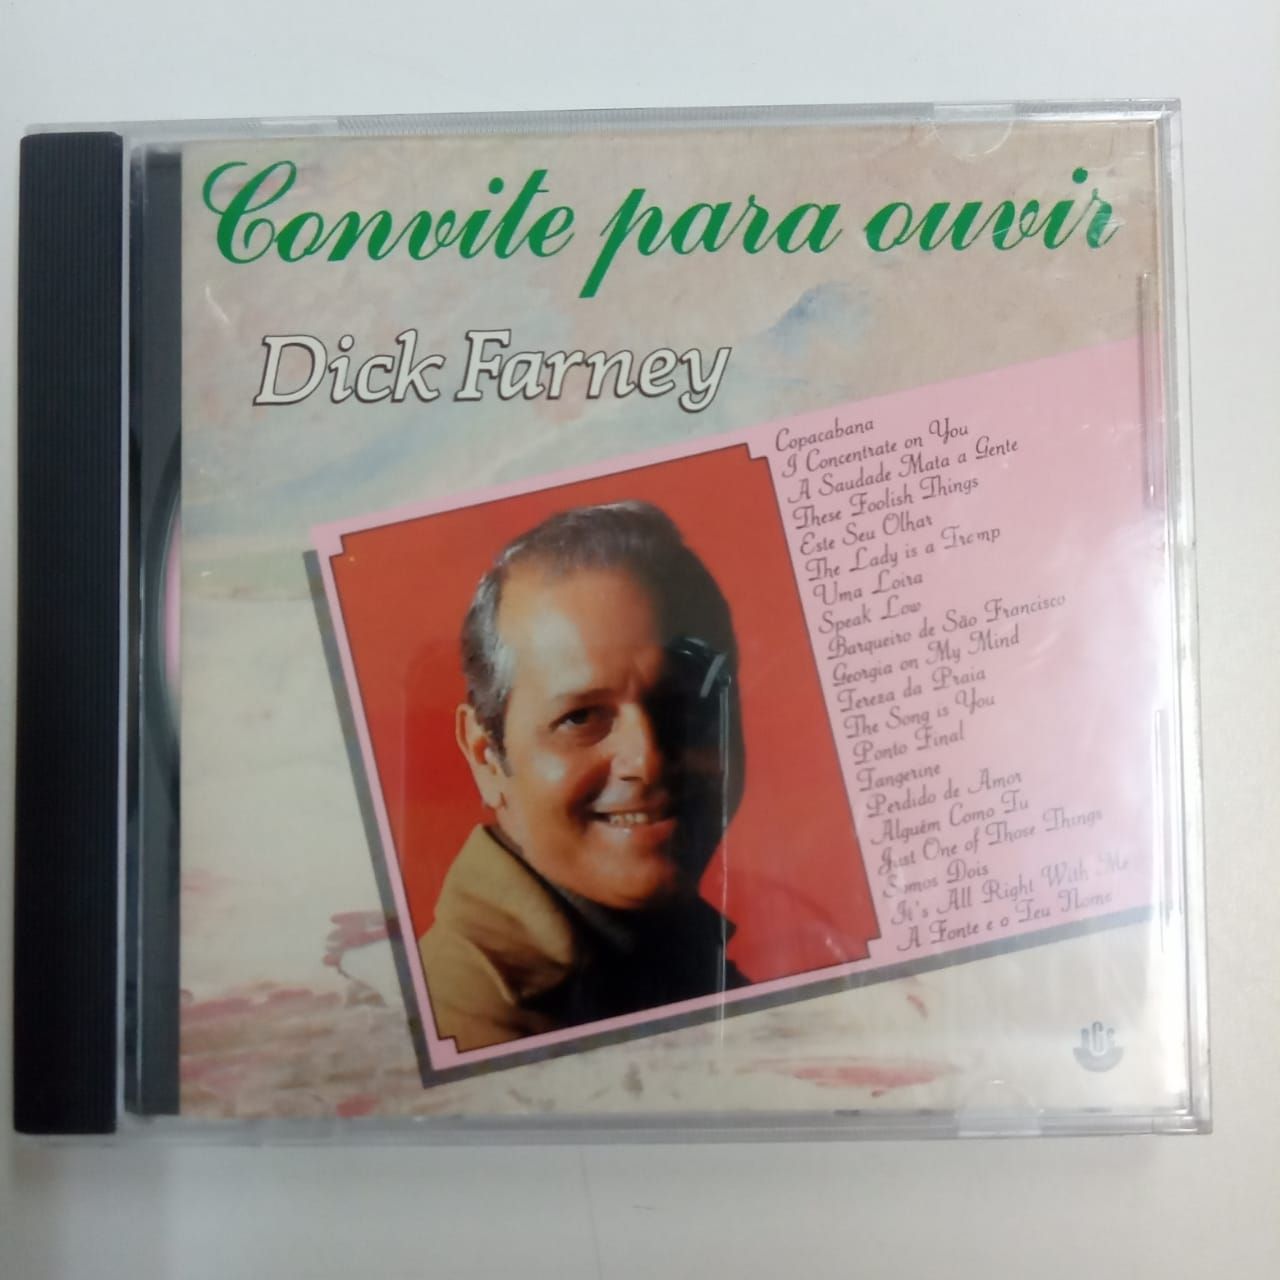 Convite para ouvir
Dick Farney
Copacabana
I Concentrate on You
A Saudade Mata a Gente
These Foolish Things
Este Seu Olhar
The Lady is a Tramp
Uma Loira
Speak Low
Barqueiro de São Francisco
Georgia on My Mind
Tereza da Praia
The Song is You
Ponto Final
Tangerine
Perdido de Amor
Alguém Como Tu
Just One of Those Things
Somos Dois
It's All Right With Me
A Fonte e o Teu Nome
RGE